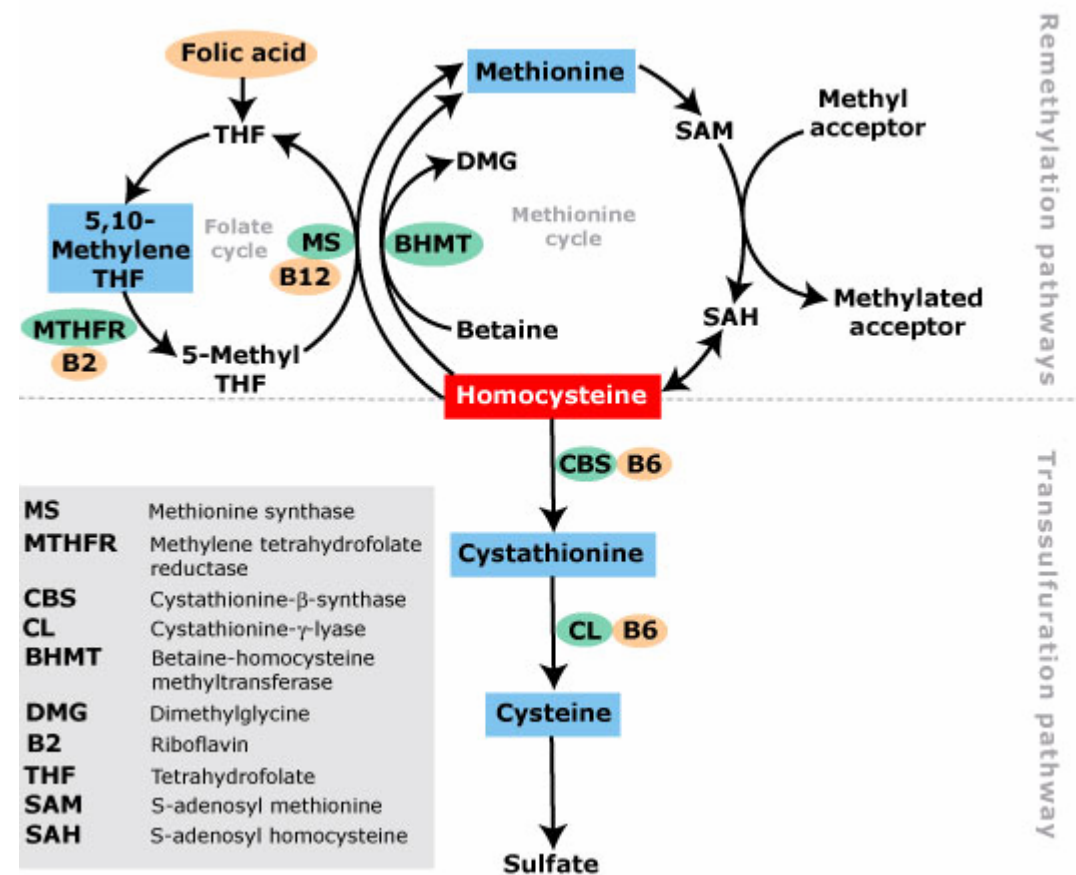 Folic acid
THF
5,10-
Methylene
THF
Folate
cycle
MTHFR
B2
5-Methyl
THF
MS
B12
Methionine
DMG
BHMT
Methionine
cycle
Betaine
SAM
Methyl
acceptor
SAH
Methylated
acceptor
Homocysteine
Remethylation pathways
CBS B6
Cystathionine
CL B6
Cysteine
Sulfate
Transsulfuration pathway
MS Methionine synthase
MTHFR Methylene tetrahydrofolate
reductase
CBS Cystathionine-β-synthase
CL Cystathionine-γ-lyase
BHMT Betaine-homocysteine
methyltransferase
DMG Dimethylglycine
B2 Riboflavin
THF Tetrahydrofolate
SAM S-adenosyl methionine
SAH S-adenosyl homocysteine